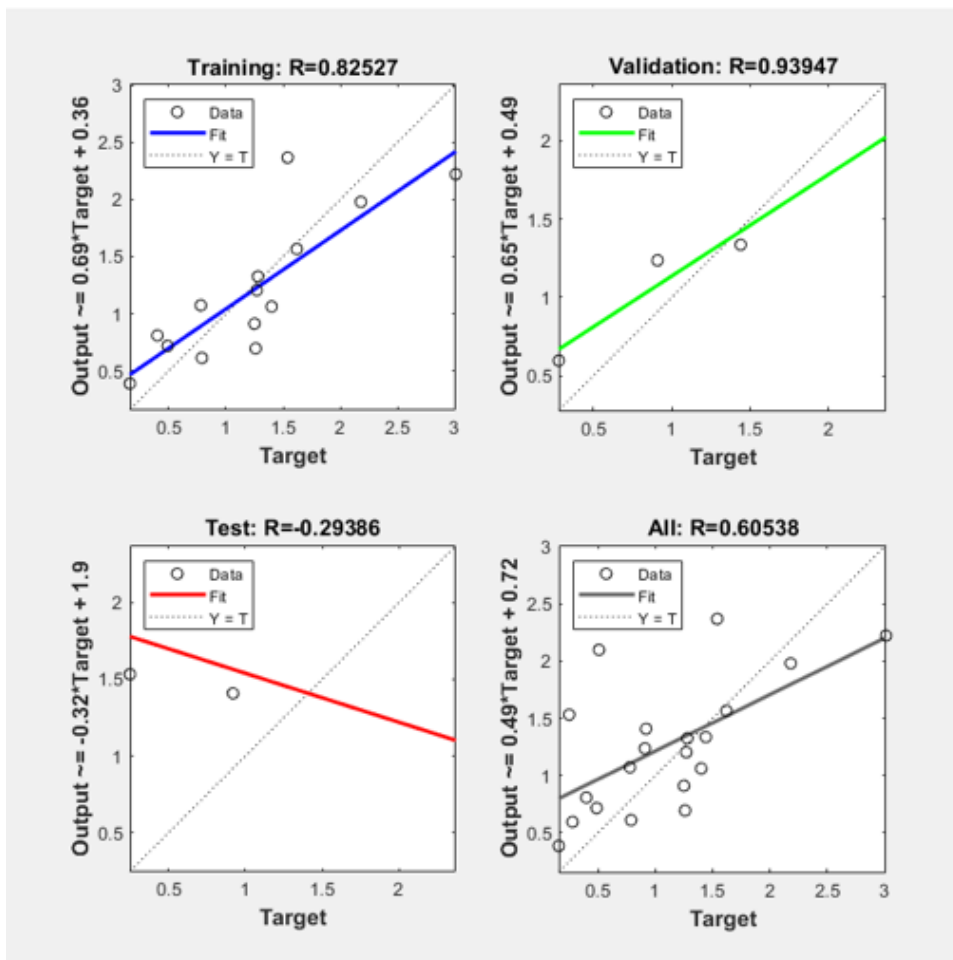 Training: R=0.82527
Output ~= 0.69*Target + 0.36
3
2.5
2
1.5
1
0.5
Data
Fit
Y = T
0.5 1 1.5 2 2.5 3
Target
Validation: R=0.93947
Output ~= 0.65*Target + 0.49
2
1.5
1
0.5
Data
Fit
Y = T
0.5 1 1.5 2
Target
Test: R=-0.29386
Output ~= -0.32*Target + 1.9
2
1.5
1
0.5
Data
Fit
Y = T
0.5 1 1.5 2
Target
All: R=0.60538
Output ~= 0.49*Target + 0.72
3
2.5
2
1.5
1
0.5
Data
Fit
Y = T
0.5 1 1.5 2 2.5 3
Target